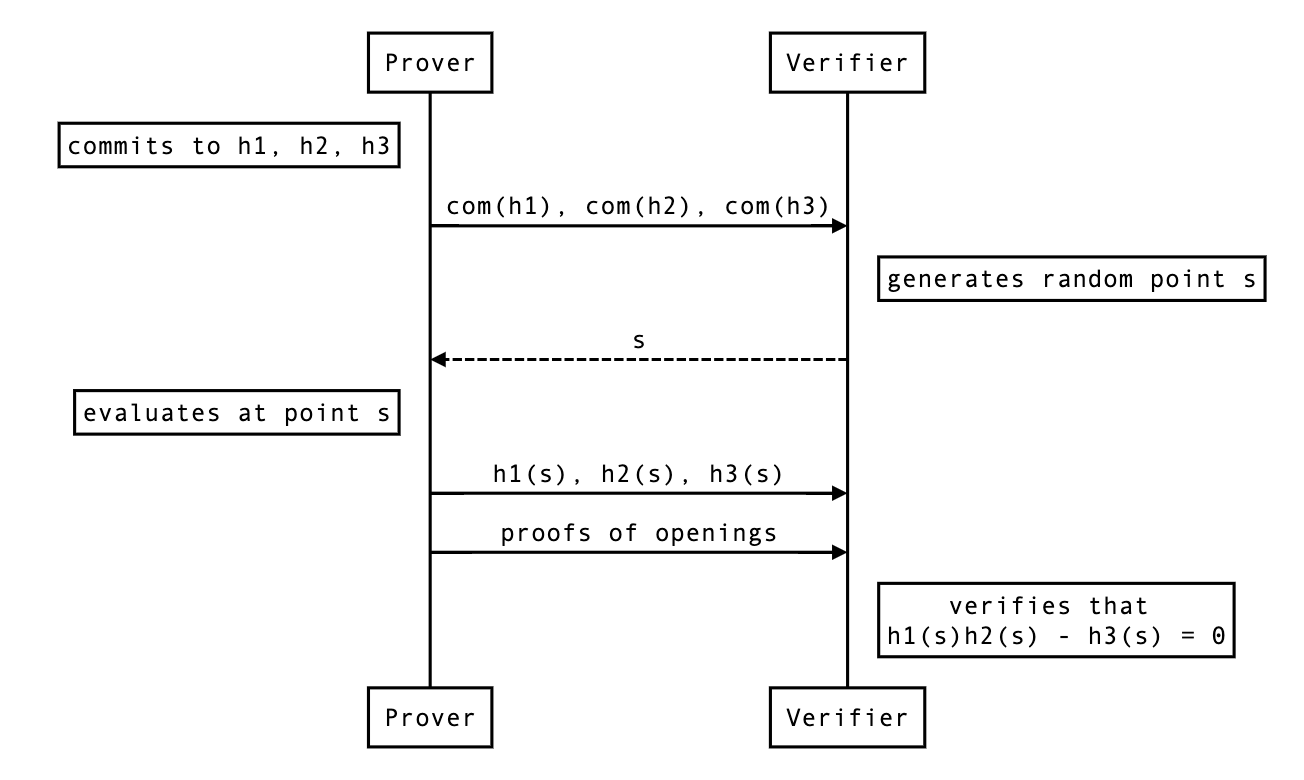 Prover
Verifier
commits to h1, h2, h3
com(h1), com(h2), com(h3)
generates random point s
s
evaluates at point s
h1(s), h2(s), h3(s)
proofs of openings
verifies that
h1(s)h2(s) - h3(s) = 0
Prover
Verifier